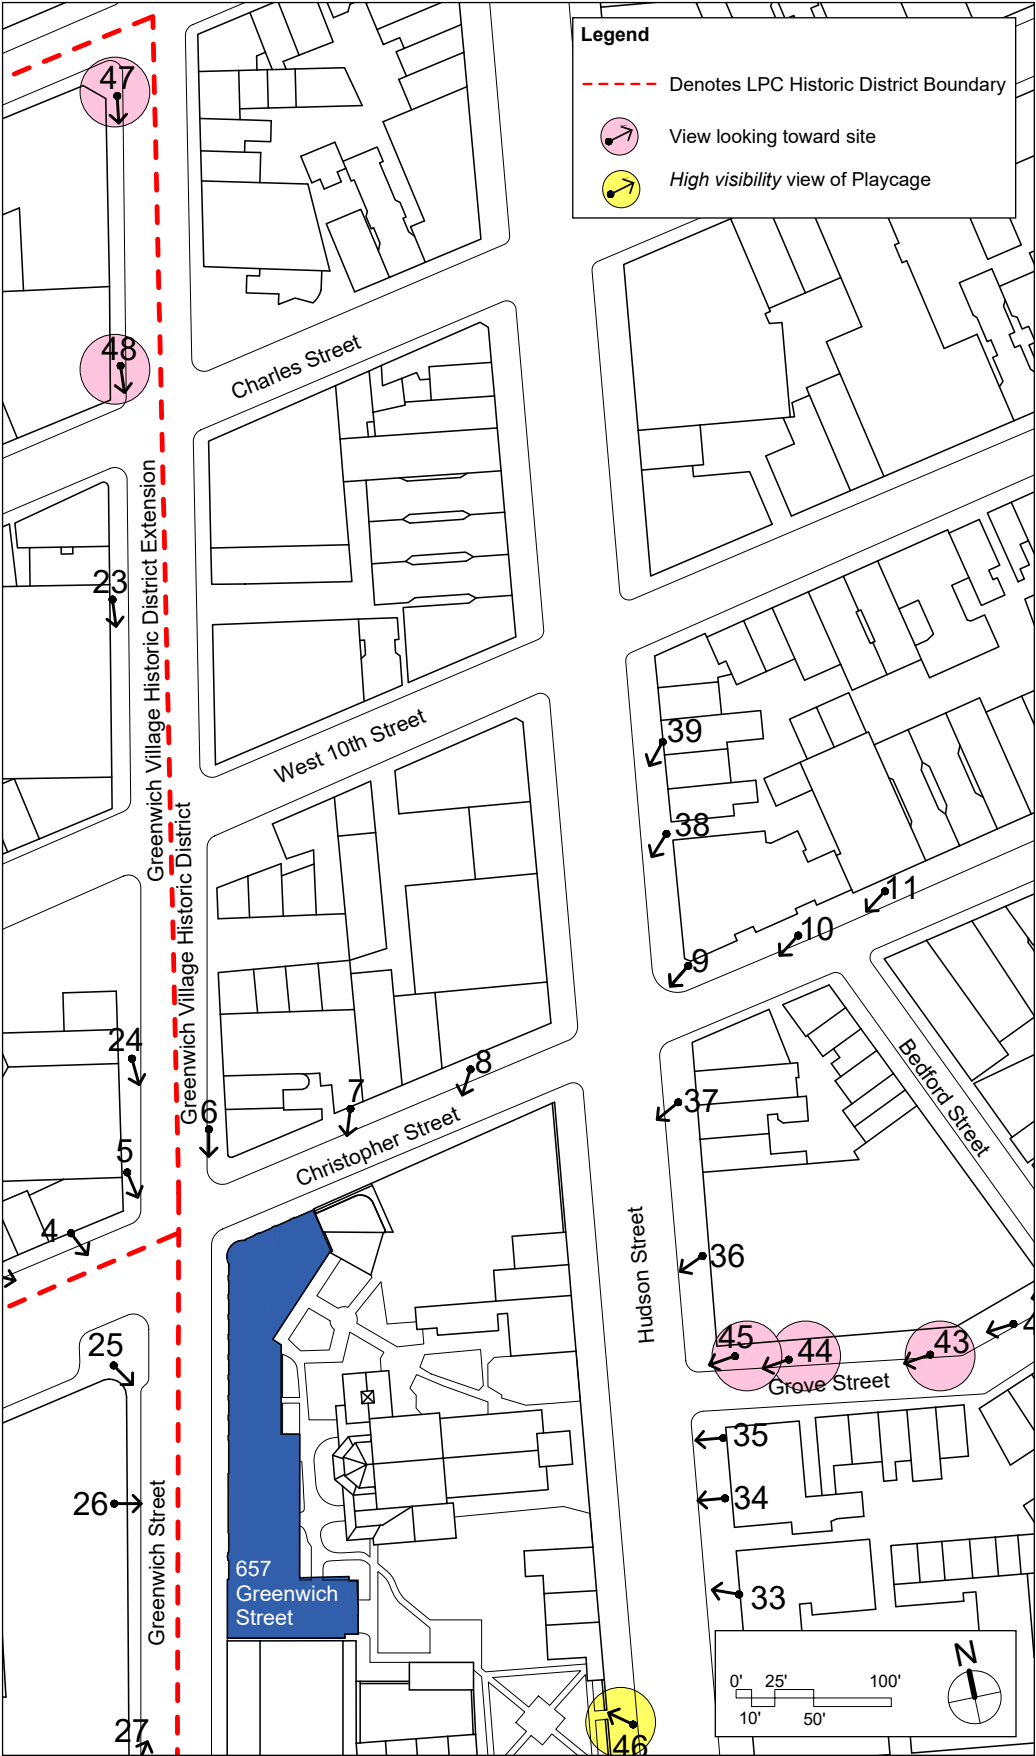 Legend
Denotes LPC Historic District Boundary
View looking toward site
High visibility view of Playcage
47
48
Charles Street
Greenwich Village Historic District Extension
23
West 10th Street
39
38
Greenwich Village Historic District
11
10
9
24
8
7
6
37
Bedford Street
Christopher Street
5
4
Hudson Street
36
25
45
44
43
Grove Street
35
34
26
Greenwich Street
657
Greenwich
Street
33
N
0' 25' 100'
10' 50'
27
46